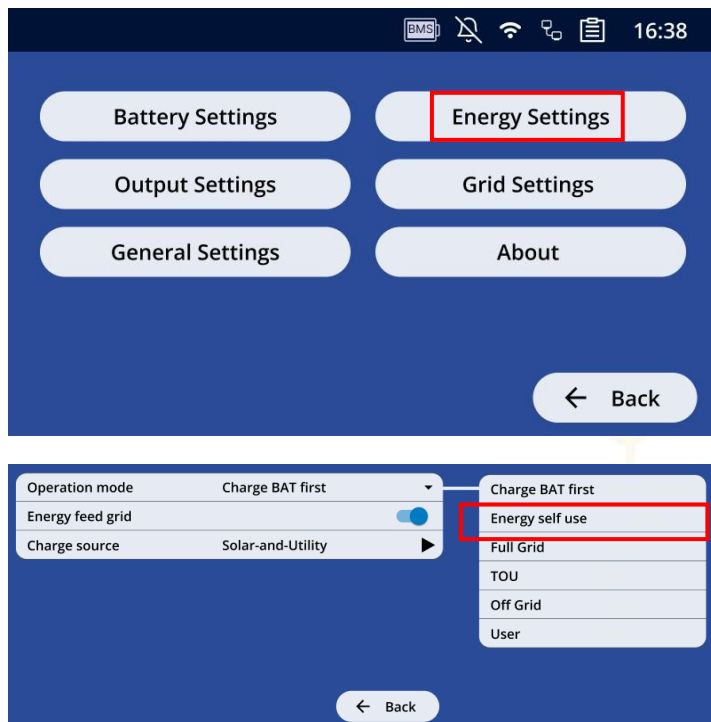 BMS 16:38
Battery Settings Energy Settings
Output Settings Grid Settings
General Settings About
Back
Operation mode Charge BAT first Charge BAT first
Energy feed grid Energy self use
Charge source Solar-and-Utility Full Grid
TOU
Off Grid
User
Back